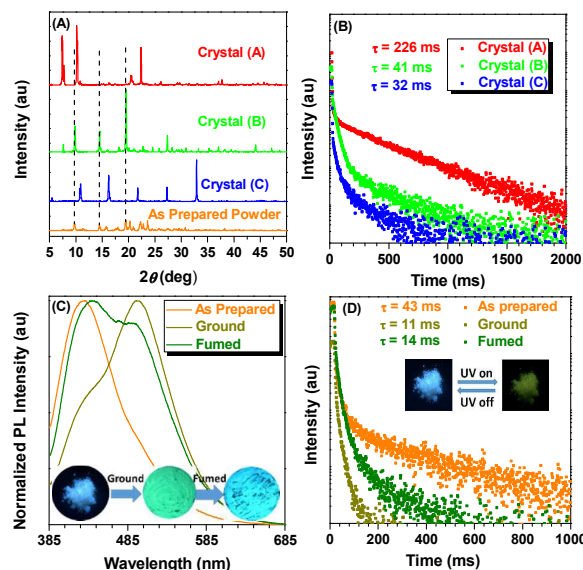 (A)
Crystal (A)
Crystal (B)
Crystal (C)
As Prepared Powder
Intensity (au)
5 10 15 20 25 30 35 40 45 50
2θ (deg)
(B)
τ = 226 ms Crystal (A)
τ = 41 ms Crystal (B)
τ = 32 ms Crystal (C)
Intensity (au)
0 500 1000 1500 2000
Time (ms)
(C)
As Prepared
Ground
Fumed
Ground Fumed
Normalized PL Intensity (au)
385 485 585 685
Wavelength (nm)
(D)
τ = 43 ms As prepared
τ = 11 ms Ground
τ = 14 ms Fumed
UV on
UV off
Intensity (au)
0 200 400 600 800 1000
Time (ms)